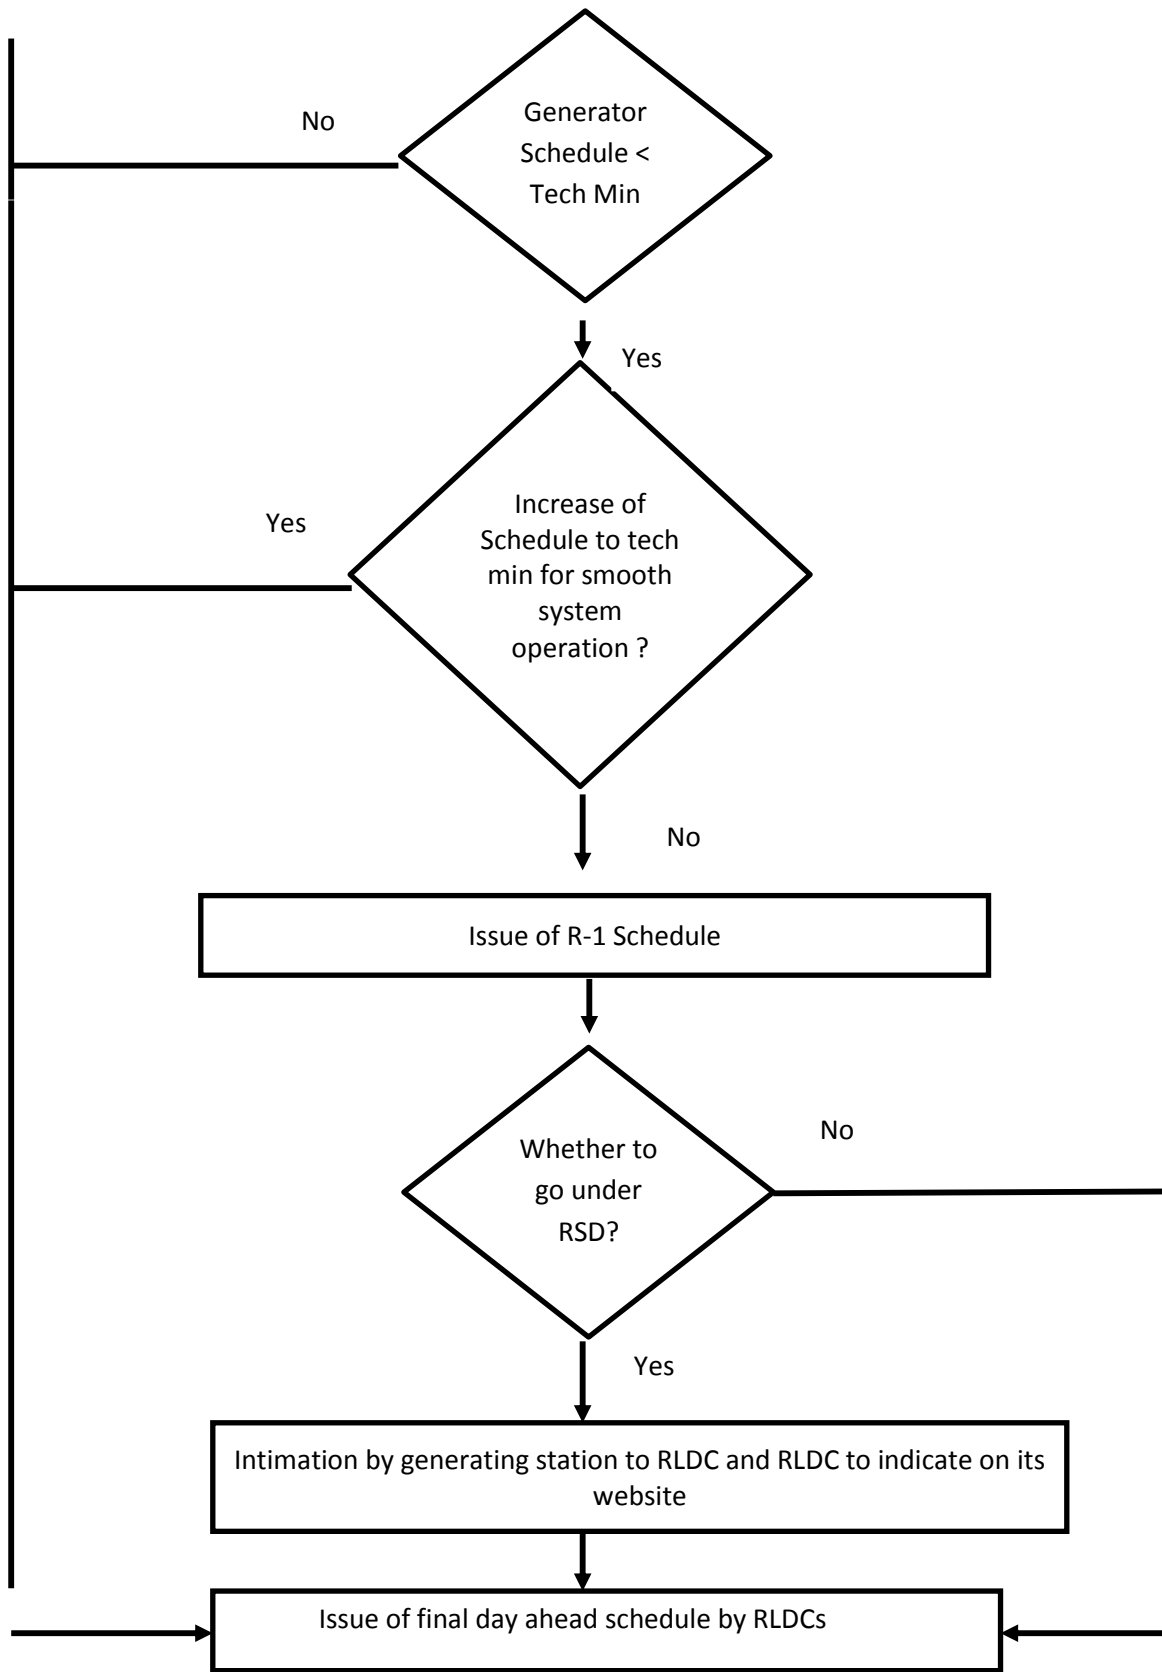 No
Generator
Schedule <
Tech Min
Yes
Yes
Increase of
Schedule to tech
min for smooth
system
operation ?
No
Issue of R-1 Schedule
No
Whether to
go under
RSD?
Yes
Intimation by generating station to RLDC and RLDC to indicate on its
website
Issue of final day ahead schedule by RLDCs